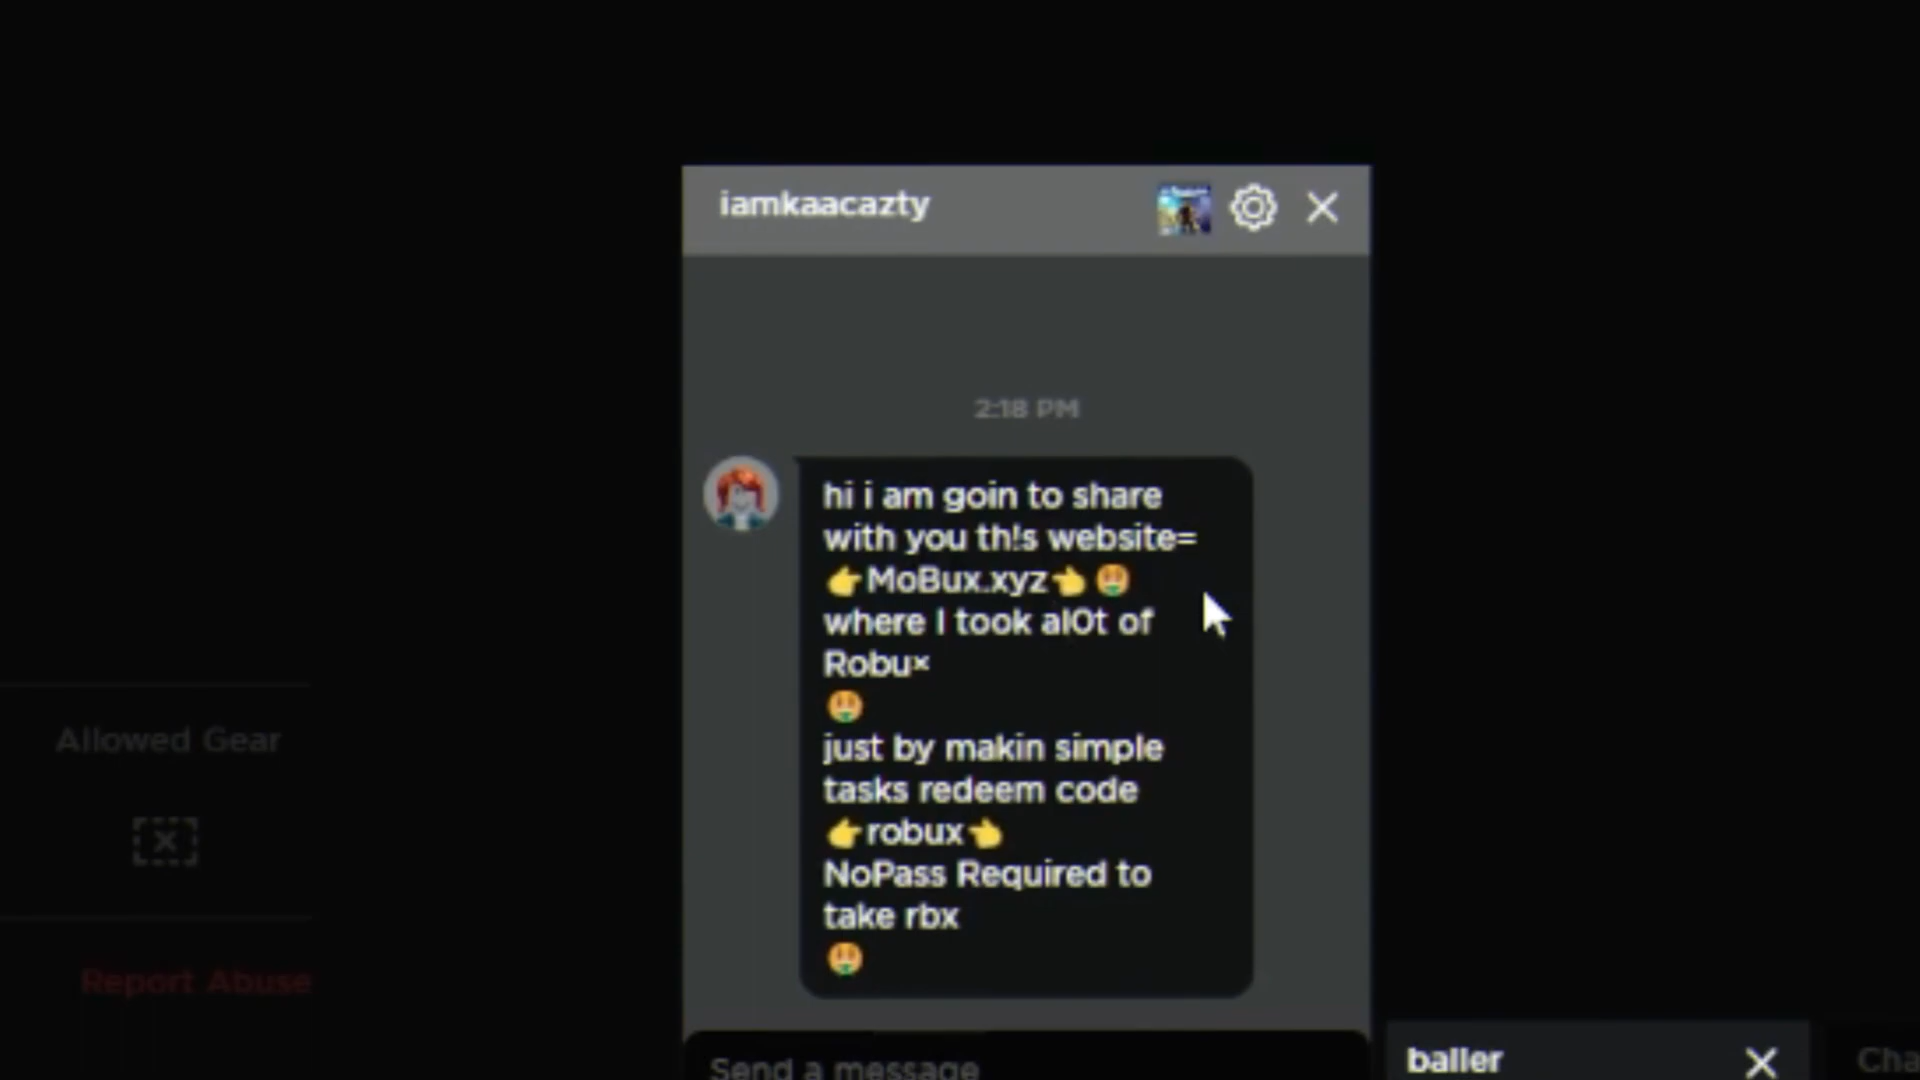 iamkaacazty
2:18 PM
hi i am goin to share
with you th!s website=
👉MoBux.xyz👈🤑
where I took al0t of
Robu×
🤑
just by makin simple
tasks redeem code
👉robux👈
NoPass Required to
take rbx
🤑
Send a message
Allowed Gear
Report Abuse
baller